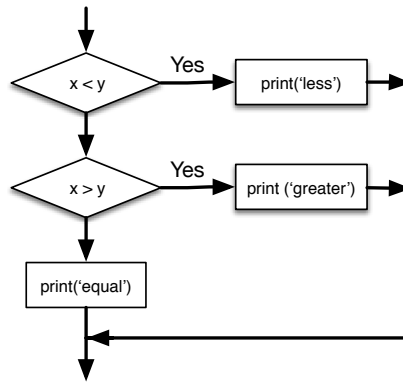 Yes
x < y
print(‘less’)
Yes
x > y
print (‘greater’)
print(‘equal’)